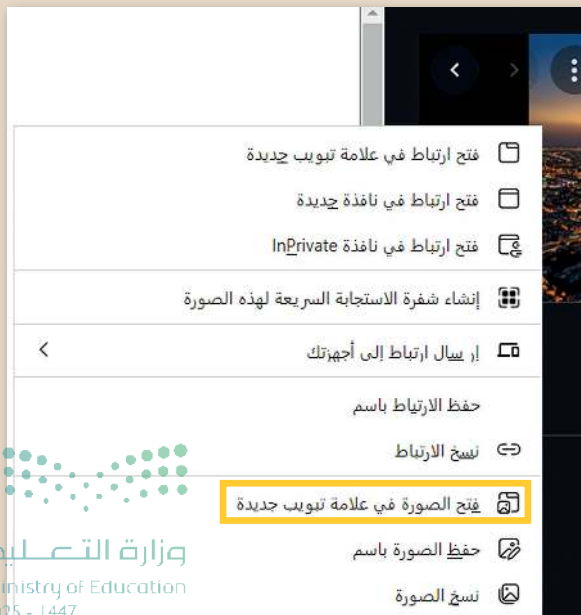 فتح ارتباط في علامة تبويب جديدة
فتح ارتباط في نافذة جديدة
فتح ارتباط في نافذة InPrivate
إنشاء شفرة الاستجابة السريعة لهذه الصورة
إرسال ارتباط إلى أجهزتك
حفظ الارتباط باسم
نسخ الارتباط
فتح الصورة في علامة تبويب جديدة
حفظ الصورة باسم
نسخ الصورة
وزارة التعليم
Ministry of Education
2025 - 1447